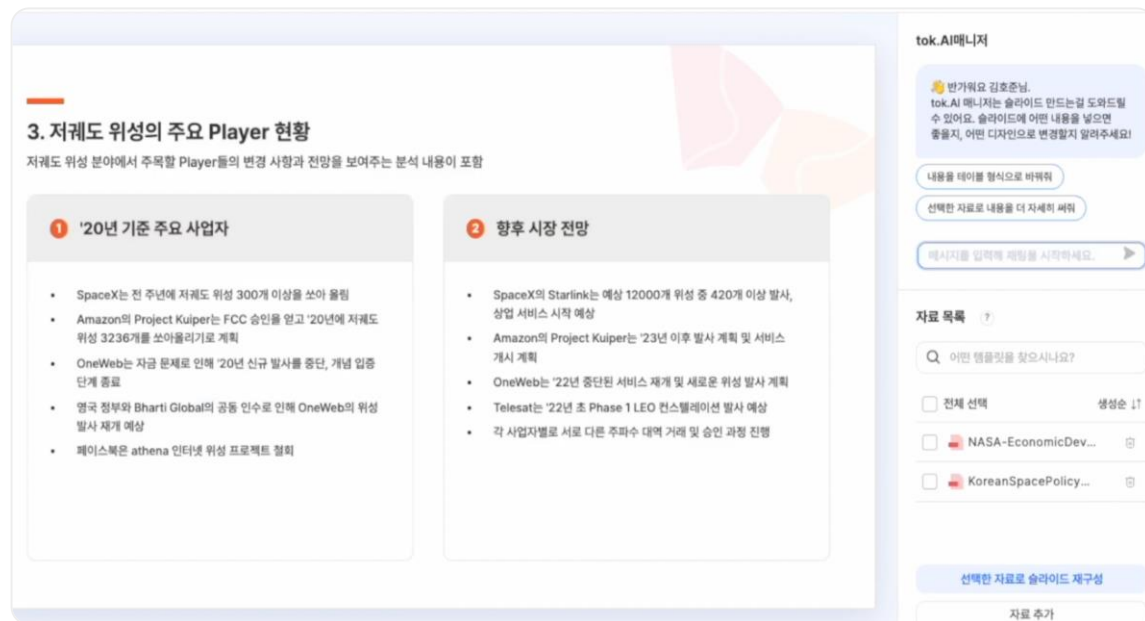 3. 저궤도 위성의 주요 Player 현황
저궤도 위성 분야에서 주목할 Player들의 변경 사항과 전망을 보여주는 분석 내용이 포함
1 '20년 기준 주요 사업자
• SpaceX는 전 주년에 저궤도 위성 300개 이상을 쏘아 올림
• Amazon의 Project Kuiper는 FCC 승인을 얻고 '20년에 저궤도
위성 3236개를 쏘아올리기로 계획
• OneWeb는 자금 문제로 인해 '20년 신규 발사를 중단, 개념 입증
단계 종료
• 영국 정부와 Bharti Global의 공동 인수로 인해 OneWeb의 위성
발사 재개 예상
• 페이스북은 athena 인터넷 위성 프로젝트 철회
2 향후 시장 전망
• SpaceX의 Starlink는 예상 12000개 위성 중 420개 이상 발사,
상업 서비스 시작 예상
• Amazon의 Project Kuiper는 '23년 이후 발사 계획 및 서비스
개시 계획
• OneWeb는 '22년 중단된 서비스 재개 및 새로운 위성 발사 계획
• Telesat는 '22년 초 Phase 1 LEO 컨스텔레이션 발사 예상
• 각 사업자별로 서로 다른 주파수 대역 거래 및 승인 과정 진행
tok.AI매니저
👋 반가워요 김호준님.
tok.AI 매니저는 슬라이드 만드는걸 도와드릴
수 있어요. 슬라이드에 어떤 내용을 넣으면
좋을지, 어떤 디자인으로 변경할지 알려주세요!
내용을 테이블 형식으로 바꿔줘
선택한 자료로 내용을 더 자세히 써줘
메시지를 입력해 채팅을 시작하세요.
자료 목록 ?
어떤 템플릿을 찾으시나요?
전체 선택 생성순 ↓↑
NASA-EconomicDev...
KoreanSpacePolicy...
선택한 자료로 슬라이드 재구성
자료 추가